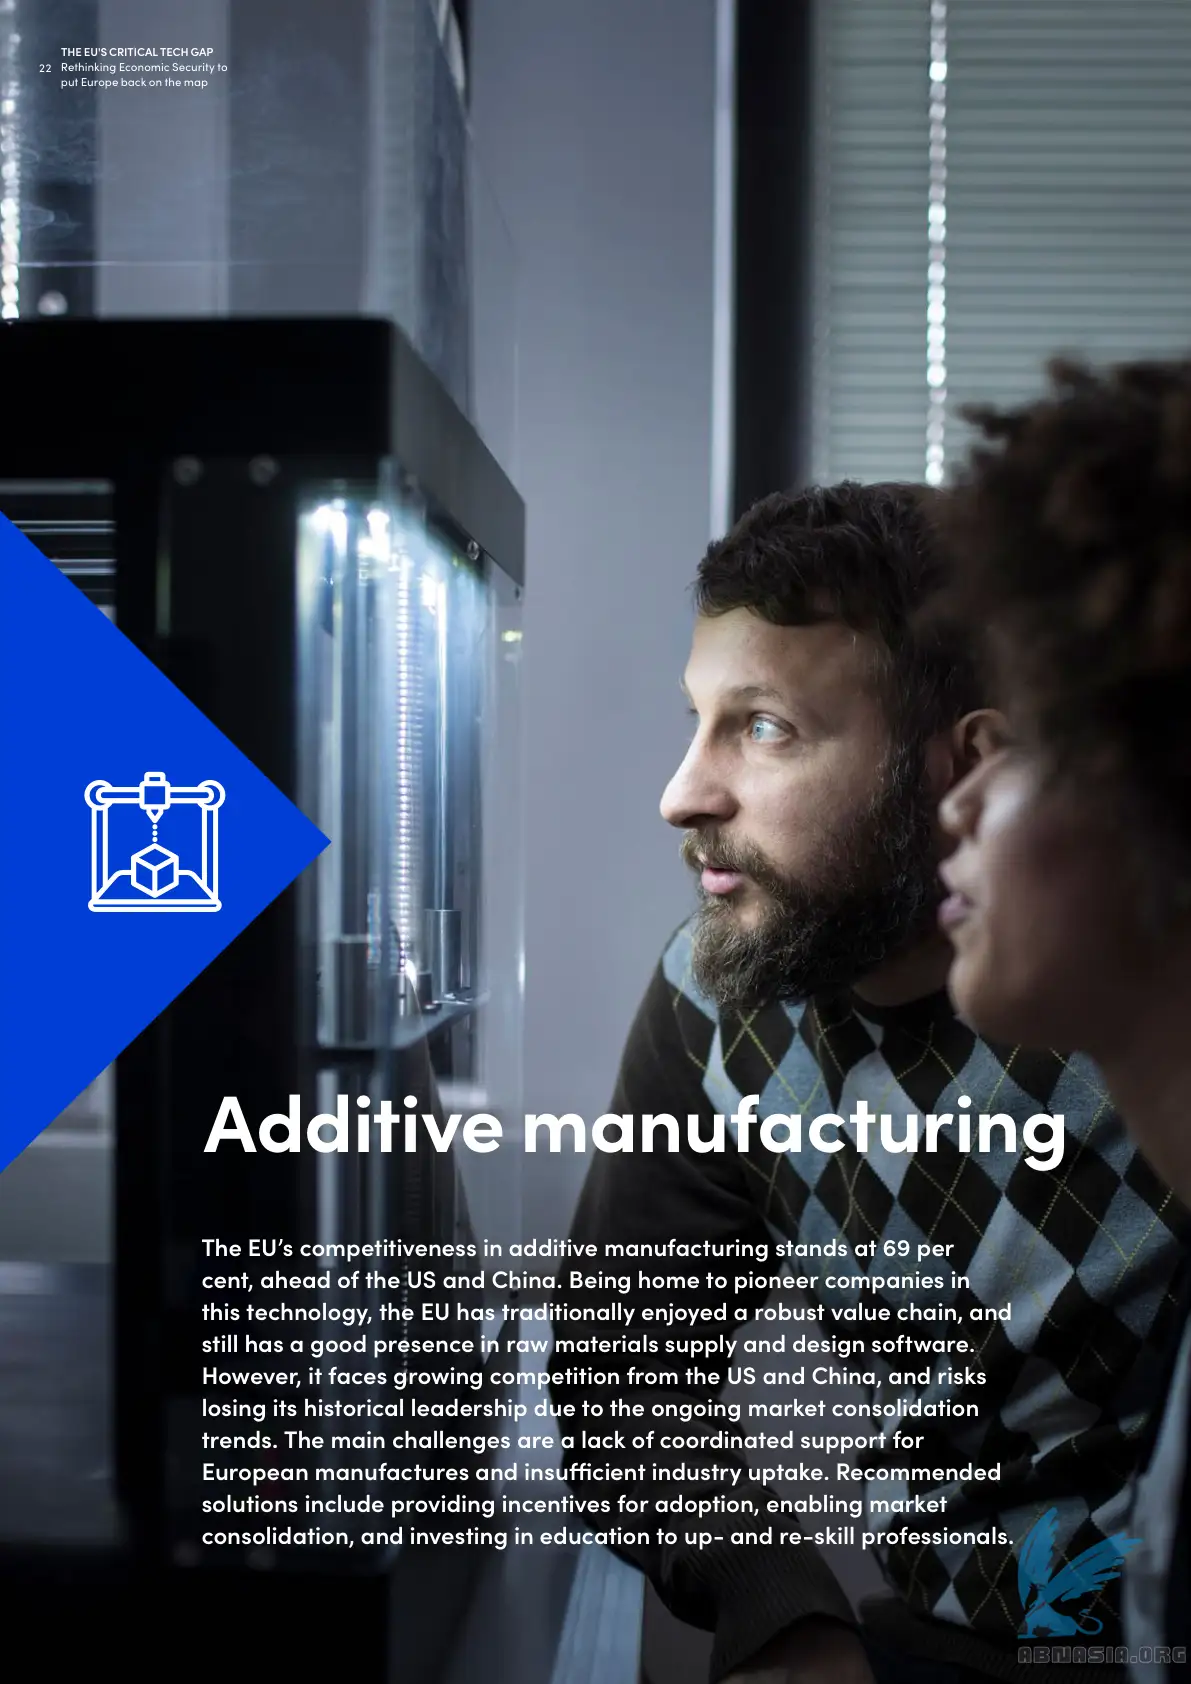 THE EU'S CRITICAL TECH GAP
22 Rethinking Economic Security to
put Europe back on the map
Additive manufacturing
The EU’s competitiveness in additive manufacturing stands at 69 per
cent, ahead of the US and China. Being home to pioneer companies in
this technology, the EU has traditionally enjoyed a robust value chain, and
still has a good presence in raw materials supply and design software.
However, it faces growing competition from the US and China, and risks
losing its historical leadership due to the ongoing market consolidation
trends. The main challenges are a lack of coordinated support for
European manufactures and insufficient industry uptake. Recommended
solutions include providing incentives for adoption, enabling market
consolidation, and investing in education to up- and re-skill professionals.
ABNASIA.ORG